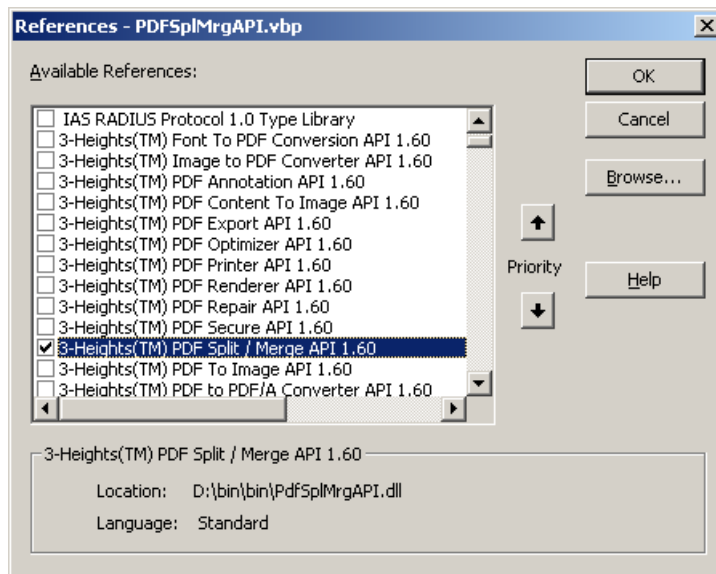 References - PDFSplMrgAPI.vbp
Available References:
IAS RADIUS Protocol 1.0 Type Library
3-Heights(TM) Font To PDF Conversion API 1.60
3-Heights(TM) Image to PDF Converter API 1.60
3-Heights(TM) PDF Annotation API 1.60
3-Heights(TM) PDF Content To Image API 1.60
3-Heights(TM) PDF Export API 1.60
3-Heights(TM) PDF Optimizer API 1.60
3-Heights(TM) PDF Printer API 1.60
3-Heights(TM) PDF Renderer API 1.60
3-Heights(TM) PDF Repair API 1.60
3-Heights(TM) PDF Secure API 1.60
3-Heights(TM) PDF Split / Merge API 1.60
3-Heights(TM) PDF To Image API 1.60
3-Heights(TM) PDF to PDF/A Converter API 1.60
OK
Cancel
Browse...
Priority
Help
3-Heights(TM) PDF Split / Merge API 1.60
Location: D:\bin\bin\PdfSplMrgAPI.dll
Language: Standard